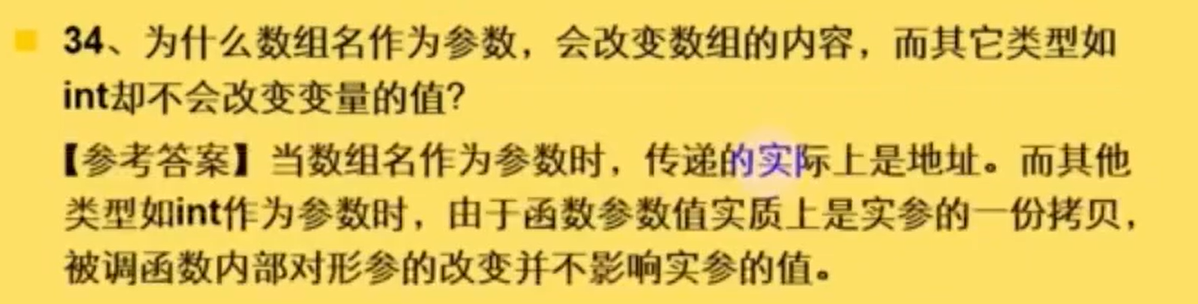 34、为什么数组名作为参数，会改变数组的内容，而其它类型如
int却不会改变变量的值?
【参考答案】当数组名作为参数时，传递的实际上是地址。而其他
类型如int作为参数时，由于函数参数值实质上是实参的一份拷贝，
被调函数内部对形参的改变并不影响实参的值。